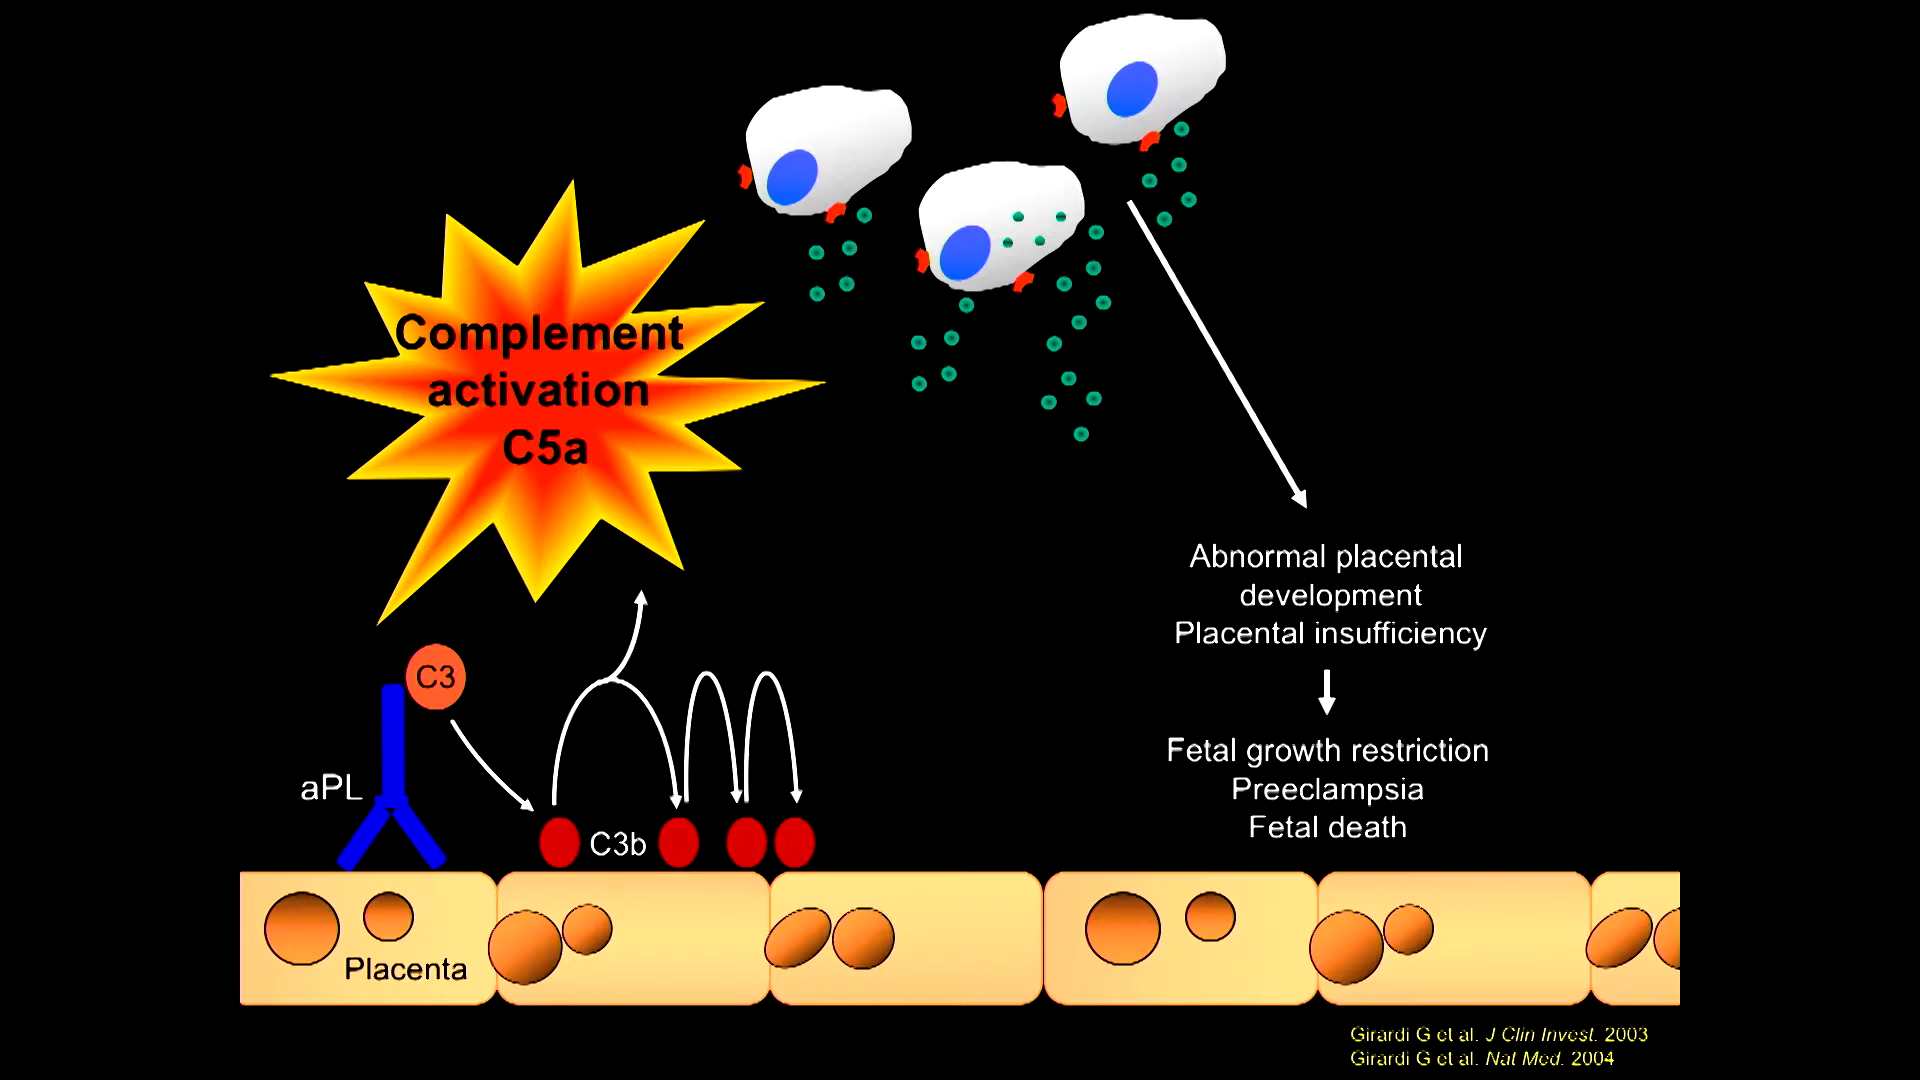 Complement
activation
C5a
C3
aPL
C3b
Placenta
Abnormal placental
development
Placental insufficiency
Fetal growth restriction
Preeclampsia
Fetal death
Girardi G et al. J Clin Invest. 2003
Girardi G et al. Nat Med. 2004